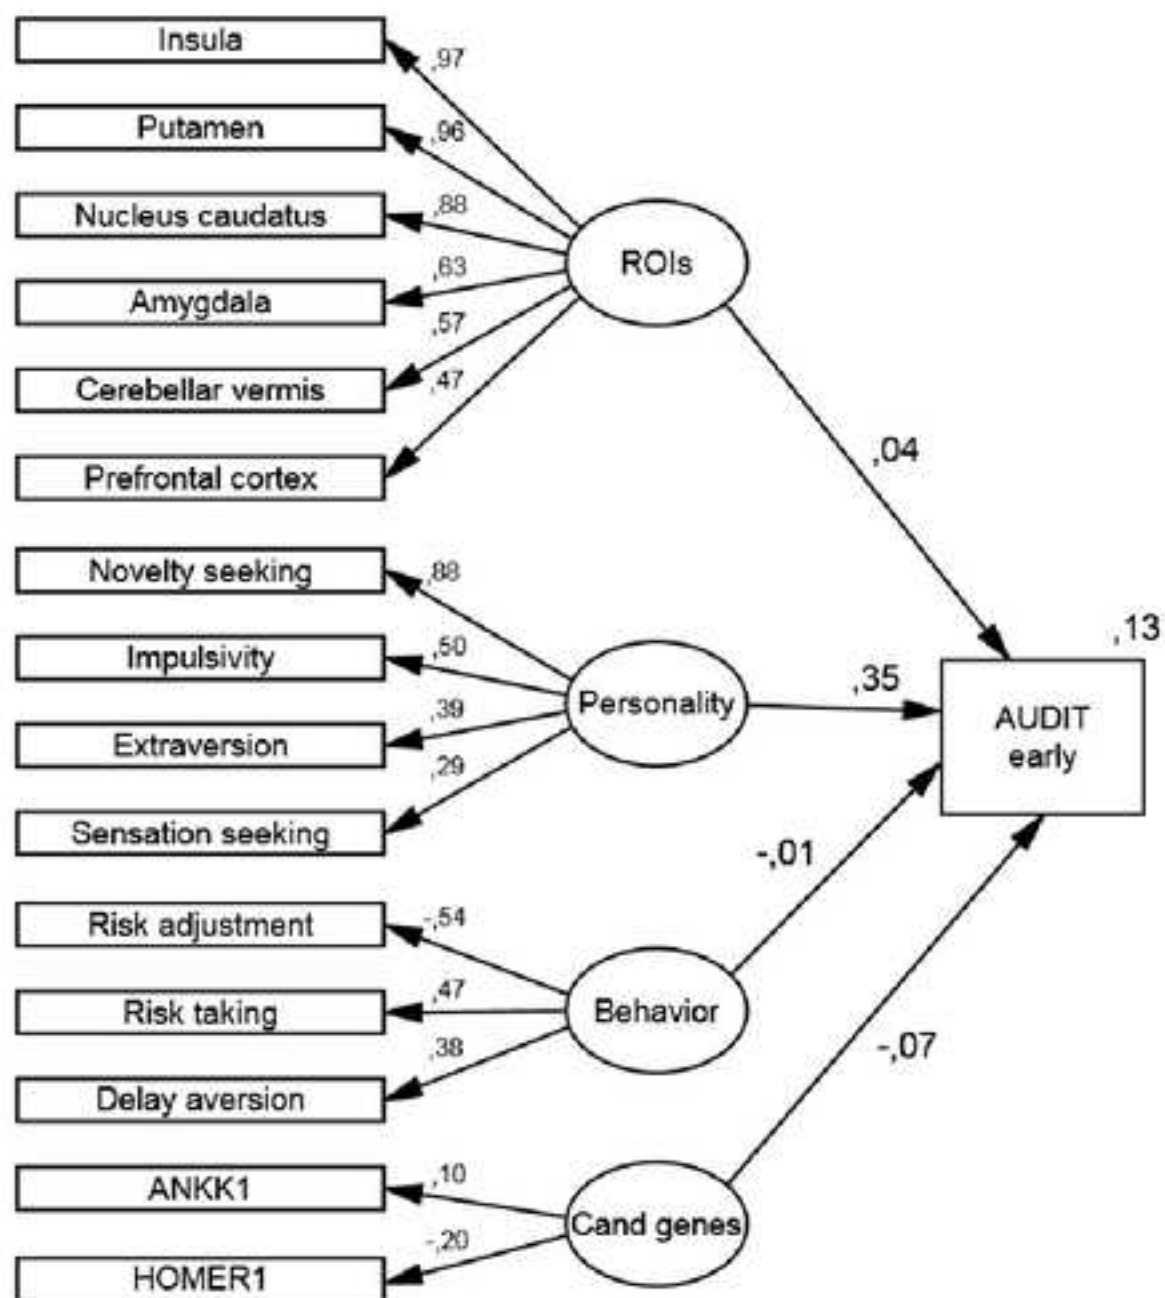 Insula
,97
Putamen
,96
Nucleus caudatus
,88
Amygdala
,63
Cerebellar vermis
,57
Prefrontal cortex
,47
ROIs
,04
Novelty seeking
,88
Impulsivity
,50
Extraversion
,39
Sensation seeking
,29
Personality
,35
,13
AUDIT
early
Risk adjustment
-,54
Risk taking
,47
Delay aversion
,38
Behavior
-,01
ANKK1
,10
HOMER1
-,20
Cand genes
-,07